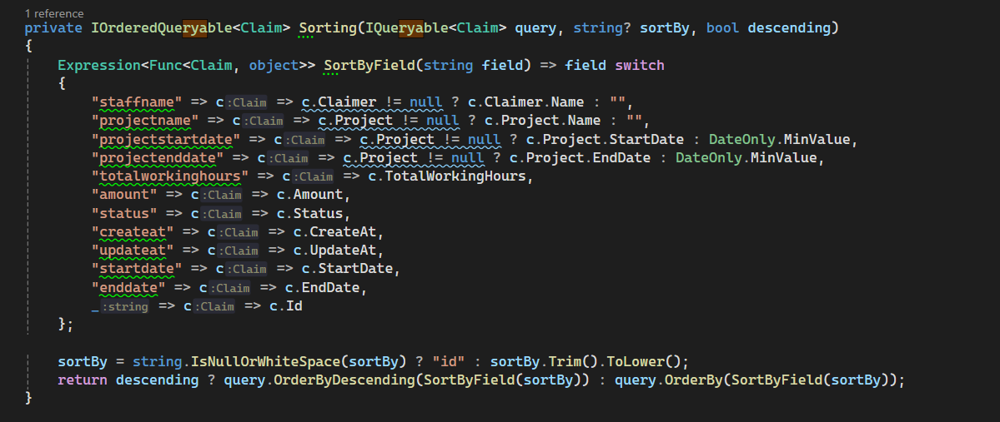 1 reference
private IOrderedQueryable<Claim> Sorting(IQueryable<Claim> query, string? sortBy, bool descending)
{
    Expression<Func<Claim, object>> SortByField(string field) => field switch
    {
        "staffname" => c:Claim => c.Claimer != null ? c.Claimer.Name : "",
        "projectname" => c:Claim => c.Project != null ? c.Project.Name : "",
        "projectstartdate" => c:Claim => c.Project != null ? c.Project.StartDate : DateOnly.MinValue,
        "projectenddate" => c:Claim => c.Project != null ? c.Project.EndDate : DateOnly.MinValue,
        "totalworkinghours" => c:Claim => c.TotalWorkingHours,
        "amount" => c:Claim => c.Amount,
        "status" => c:Claim => c.Status,
        "createat" => c:Claim => c.CreateAt,
        "updateat" => c:Claim => c.UpdateAt,
        "startdate" => c:Claim => c.StartDate,
        "enddate" => c:Claim => c.EndDate,
        _:string => c:Claim => c.Id
    };
    sortBy = string.IsNullOrWhiteSpace(sortBy) ? "id" : sortBy.Trim().ToLower();
    return descending ? query.OrderByDescending(SortByField(sortBy)) : query.OrderBy(SortByField(sortBy));
}